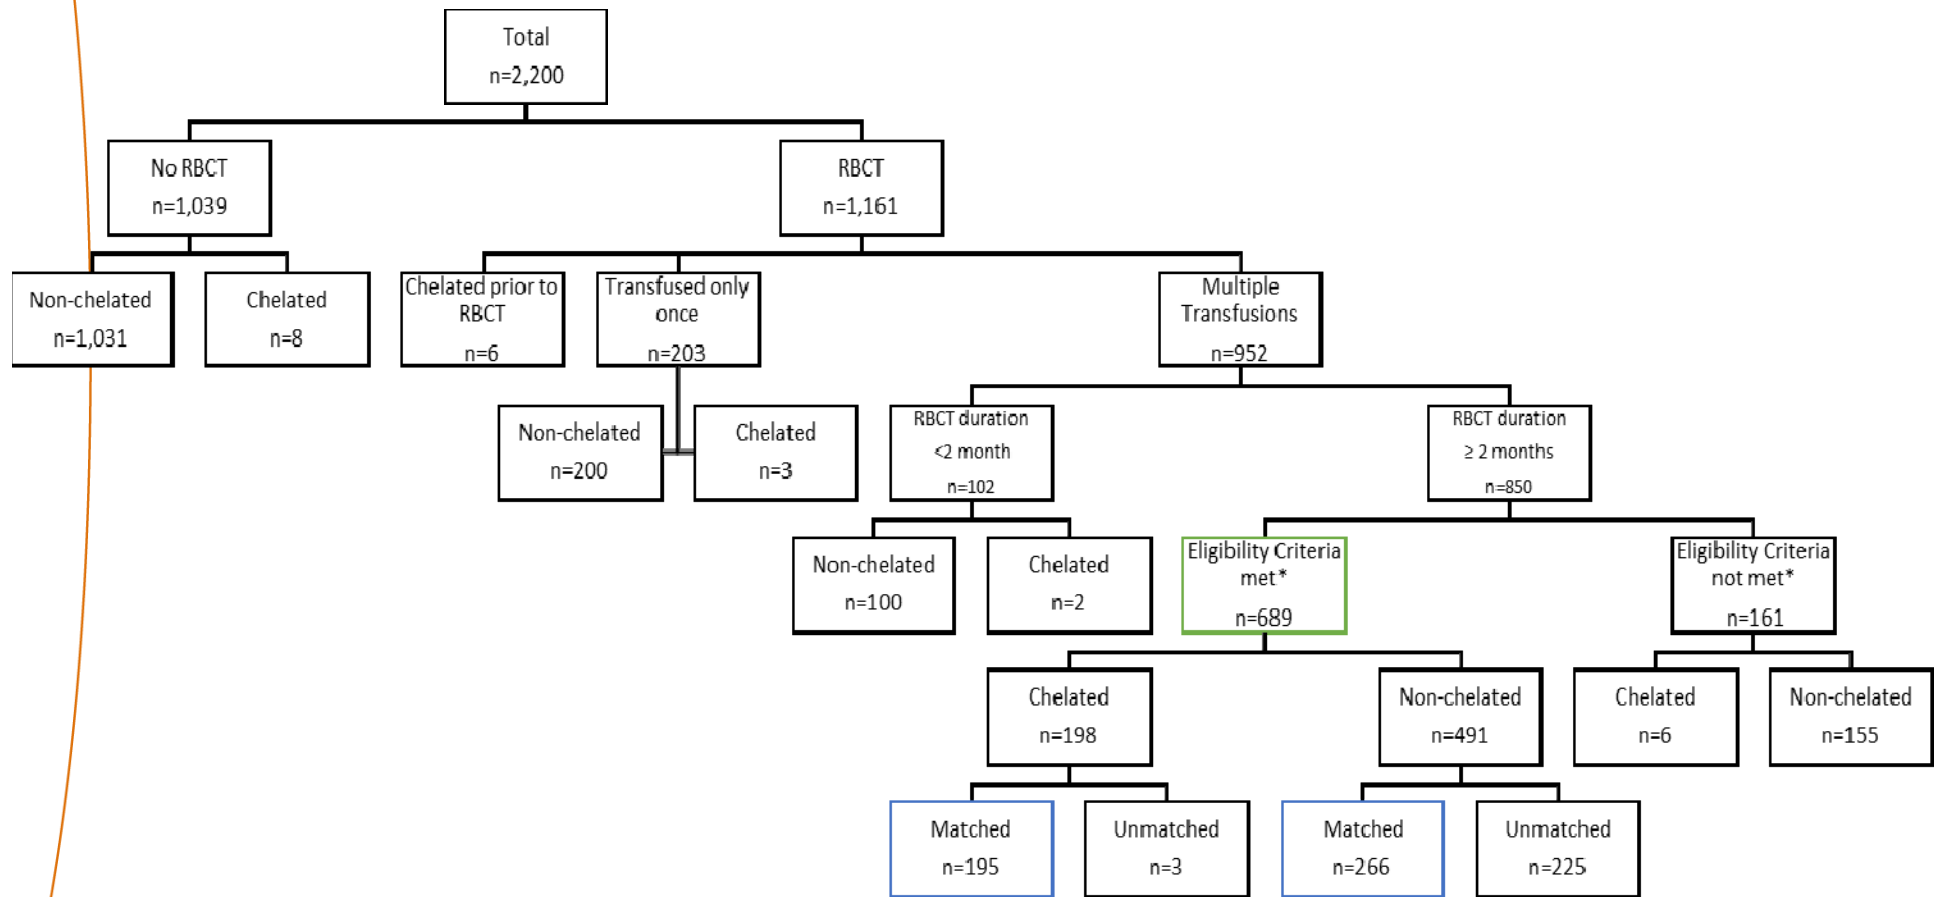 Total
n=2,200
No RBCT
n=1,039
RBCT
n=1,161
Non-chelated
n=1,031
Chelated
n=8
Chelated prior to
RBCT
n=6
Transfused only
once
n=203
Multiple
Transfusions
n=952
Non-chelated
n=200
Chelated
n=3
RBCT duration
<2 month
n=102
RBCT duration
≥ 2 months
n=850
Non-chelated
n=100
Chelated
n=2
Eligibility Criteria
met*
n=689
Eligibility Criteria
not met*
n=161
Chelated
n=198
Non-chelated
n=491
Chelated
n=6
Non-chelated
n=155
Matched
n=195
Unmatched
n=3
Matched
n=266
Unmatched
n=225